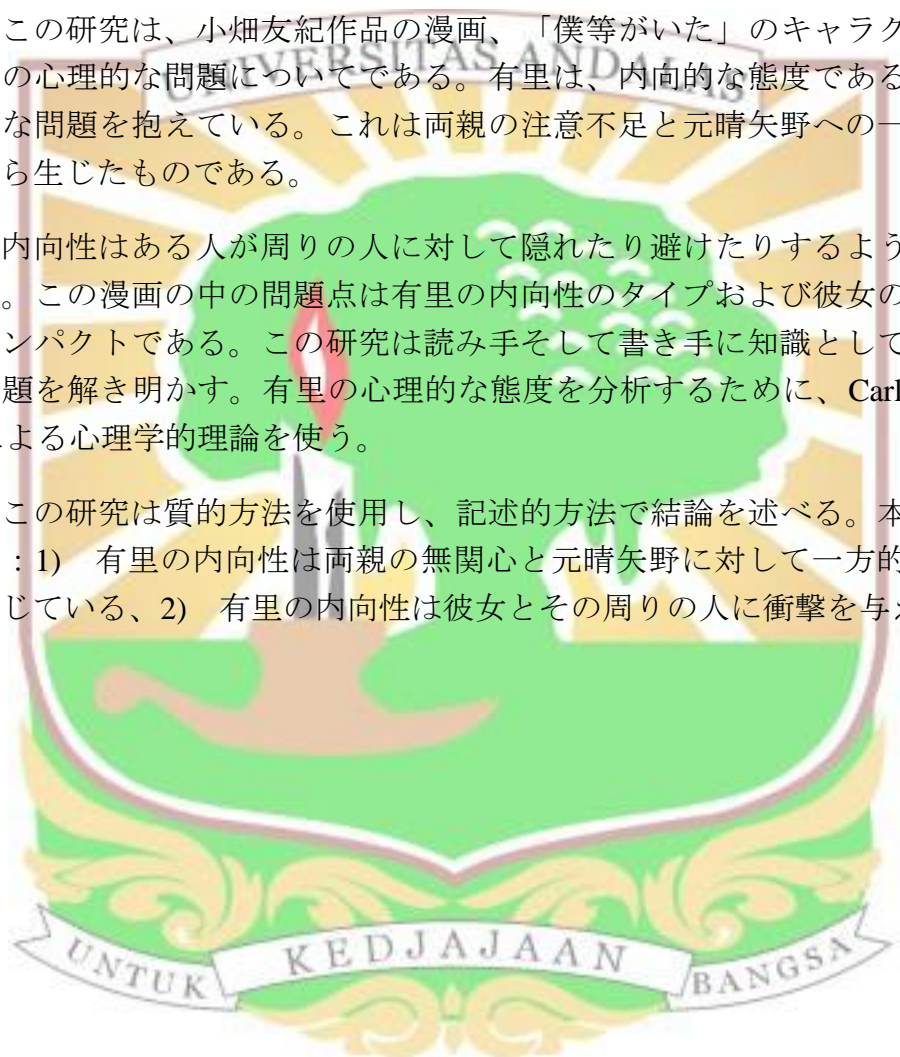 この研究は、小畑友紀作品の漫画、「僕等がいた」のキャラク
の心理的な問題についてである。有里は、内向的な態度である
な問題を抱えている。これは両親の注意不足と元晴矢野への一
ら生じたものである。
内向性はある人が周りの人に対して隠れたり避けたりするよう
。この漫画の中の問題点は有里の内向性のタイプおよび彼女の
ンパクトである。この研究は読み手そして書き手に知識として
題を解き明かす。有里の心理的な態度を分析するために、Carl
よる心理学的理論を使う。
この研究は質的方法を使用し、記述的方法で結論を述べる。本
：1) 有里の内向性は両親の無関心と元晴矢野に対して一方的
じている、2) 有里の内向性は彼女とその周りの人に衝撃を与え
UNIVERSITAS ANDALAS
UNTUK KEDJAJAAN BANGSA